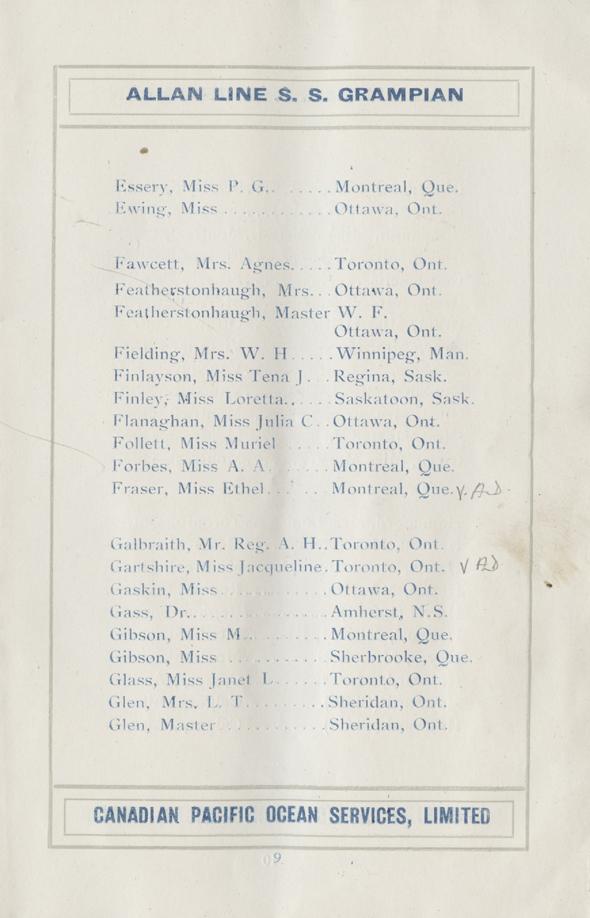 ALLAN LINE S. S. GRAMPIAN
Essery, Miss P. G. ...... Montreal, Que.
Ewing, Miss ............ Ottawa, Ont.
Fawcett, Mrs. Agnes. .... Toronto, Ont.
Featherstonhaugh, Mrs. .. Ottawa, Ont.
Featherstonhaugh, Master W. F.
Ottawa, Ont.
Fielding, Mrs. W. H ..... Winnipeg, Man.
Finlayson, Miss Tena J. .. Regina, Sask.
Finley, Miss Loretta. .... Saskatoon, Sask.
Flanaghan, Miss Julia C .. Ottawa, Ont.
Follett, Miss Muriel ...... Toronto, Ont.
Forbes, Miss A. A. ...... Montreal, Que.
Fraser, Miss Ethel ...... Montreal, Que. V. A.D.
Galbraith, Mr. Reg. A. H. . Toronto, Ont.
Gartshire, Miss Jacqueline. Toronto, Ont. V AD
Gaskin, Miss ............ Ottawa, Ont.
Gass, Dr. .............. Amherst, N.S.
Gibson, Miss M. ........ Montreal, Que.
Gibson, Miss ........... Sherbrooke, Que.
Glass, Miss Janet L ...... Toronto, Ont.
Glen, Mrs. L. T. ........ Sheridan, Ont.
Glen, Master ........... Sheridan, Ont.
CANADIAN PACIFIC OCEAN SERVICES, LIMITED
9